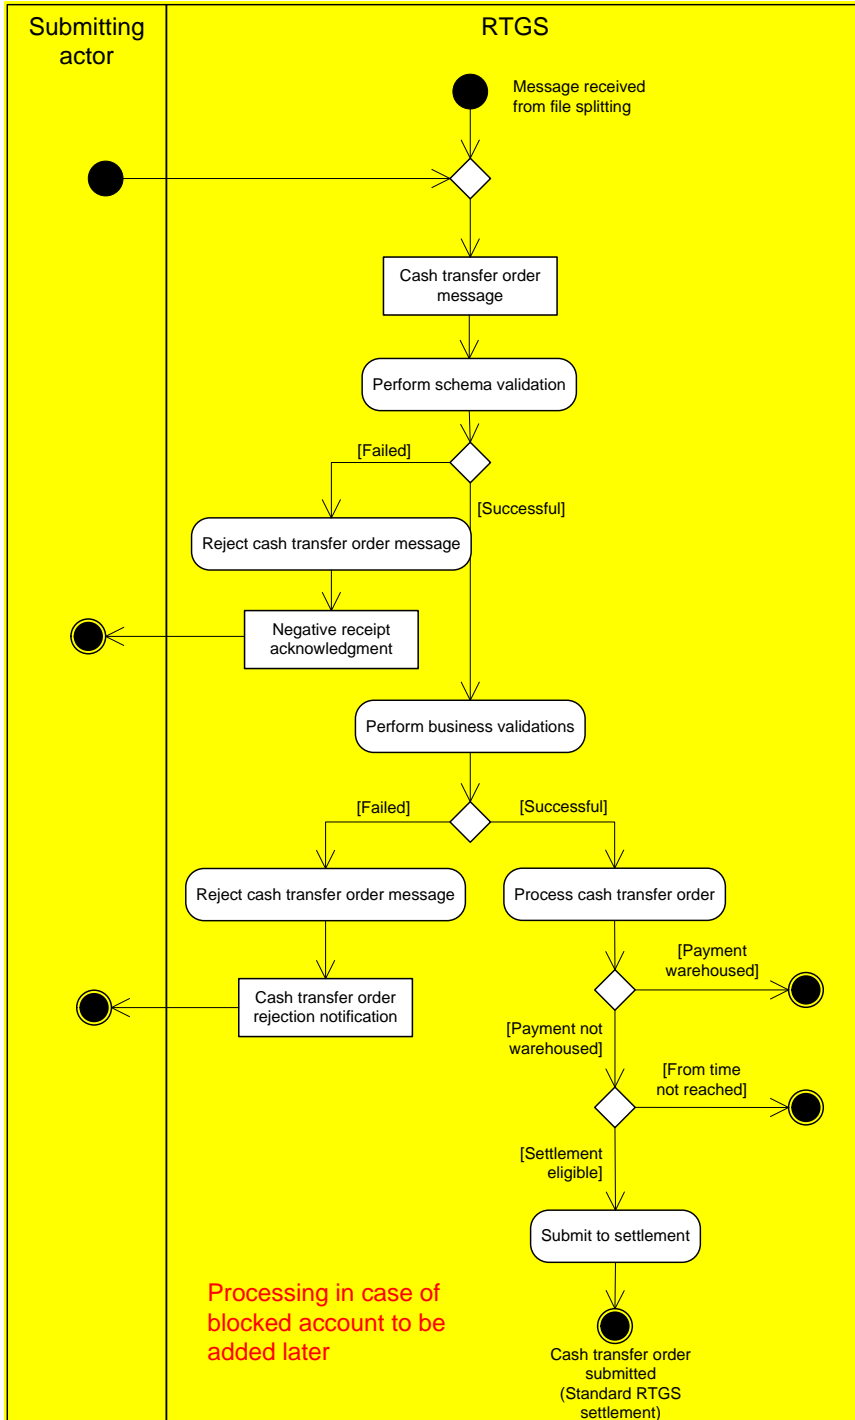 Submitting
actor
RTGS
Message received
from file splitting
Cash transfer order
message
Perform schema validation
[Failed]
[Successful]
Reject cash transfer order message
Negative receipt
acknowledgment
Perform business validations
[Failed]
[Successful]
Reject cash transfer order message
Process cash transfer order
[Payment
warehoused]
Cash transfer order
rejection notification
[Payment not
warehoused]
[From time
not reached]
[Settlement
eligible]
Submit to settlement
Processing in case of
blocked account to be
added later
Cash transfer order
submitted
(Standard RTGS
settlement)